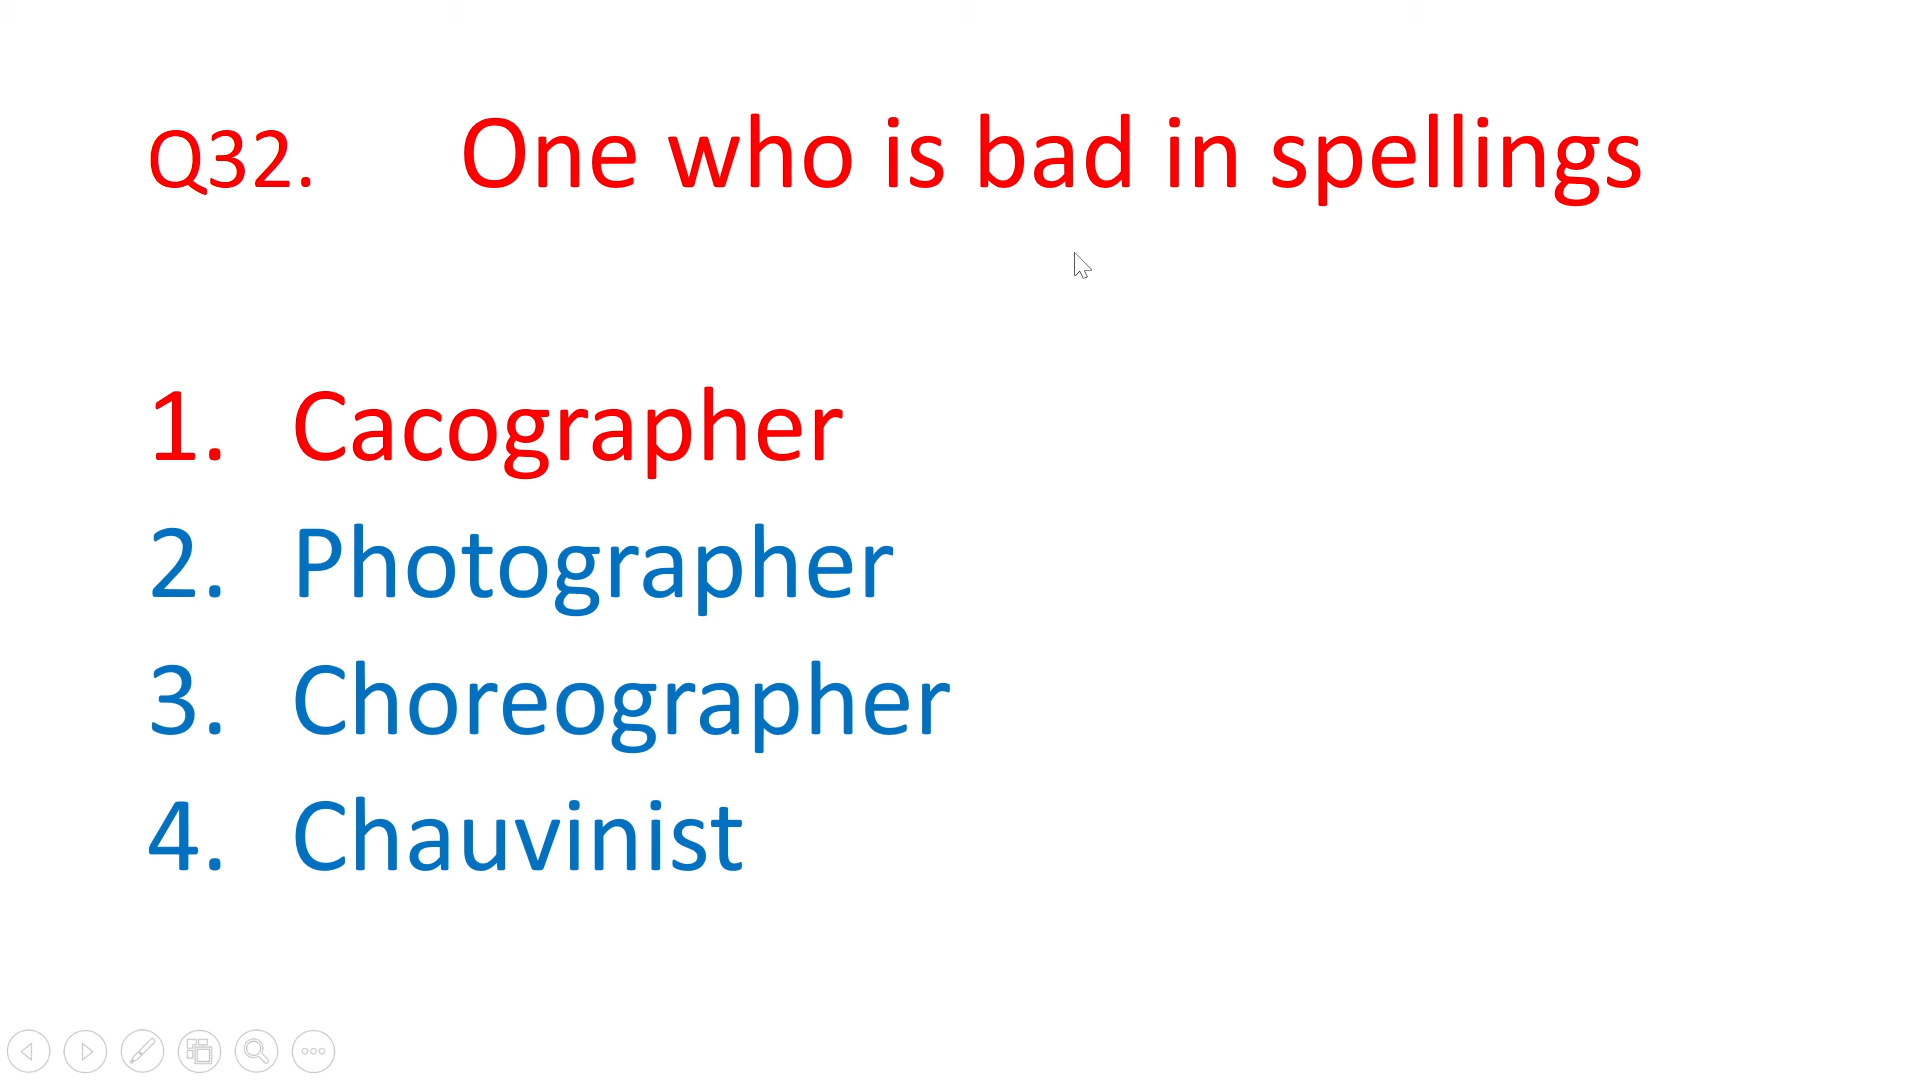 Q32. One who is bad in spellings
1. Cacographer
2. Photographer
3. Choreographer
4. Chauvinist